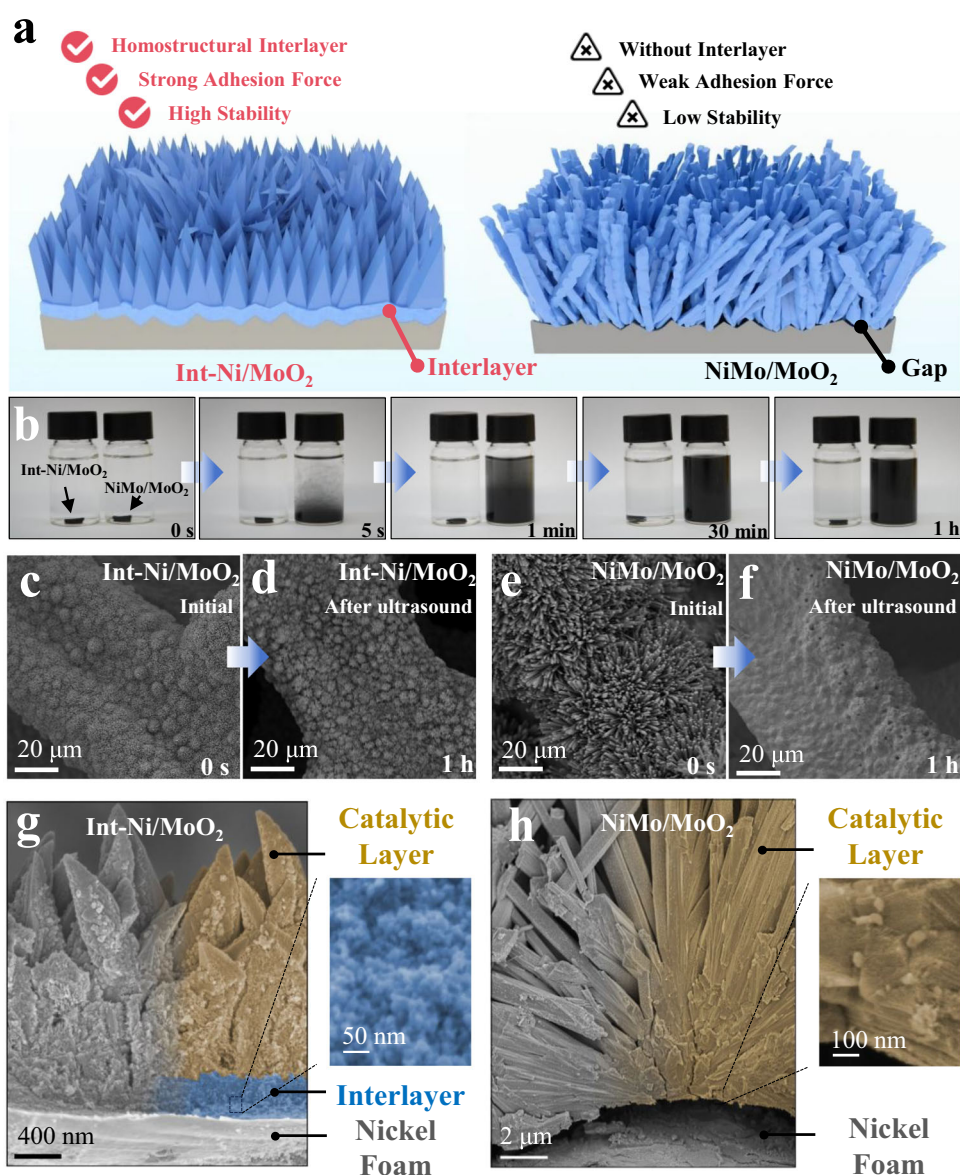 a
Homostructural Interlayer
Strong Adhesion Force
High Stability
Without Interlayer
Weak Adhesion Force
Low Stability
Int-Ni/MoO₂
Interlayer
NiMo/MoO₂
Gap
b
Int-Ni/MoO₂
NiMo/MoO₂
0 s
5 s
1 min
30 min
1 h
c
Int-Ni/MoO₂
Initial
20 μm
0 s
d
Int-Ni/MoO₂
After ultrasound
20 μm
1 h
e
NiMo/MoO₂
Initial
20 μm
0 s
f
NiMo/MoO₂
After ultrasound
20 μm
1 h
g
Int-Ni/MoO₂
Catalytic
Layer
50 nm
Interlayer
Nickel
Foam
400 nm
h
NiMo/MoO₂
Catalytic
Layer
100 nm
Nickel
Foam
2 μm